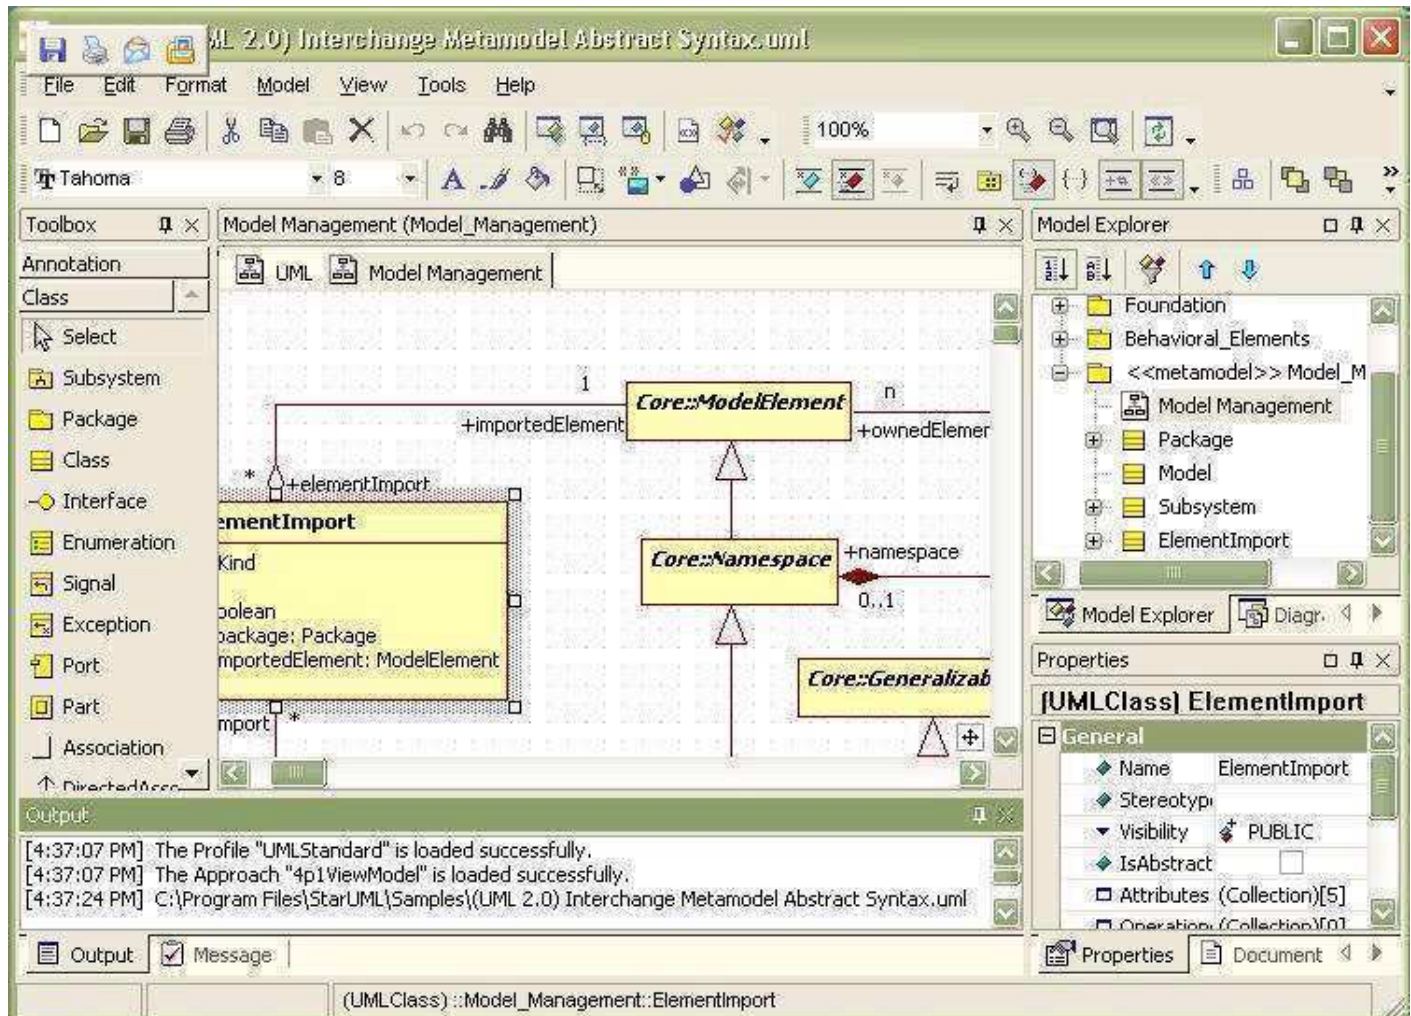 ML 2.0) Interchange Metamodel Abstract Syntax.uml
File Edit Format Model View Tools Help
100%
Tahoma 8
Toolbox
Annotation
Class
Select
Subsystem
Package
Class
Interface
Enumeration
Signal
Exception
Port
Part
Association
DirectedAsso
Model Management (Model_Management)
UML Model Management
1
Core::ModelElement
n
+importedElement
+ownedElemen
*
+elementImport
ementImport
Kind
oolean
package: Package
mportedElement: ModelElement
Core::Namespace
+namespace
0..1
Core::Generalizab
mport *
Model Explorer
Foundation
Behavioral_Elements
<<metamodel>> Model_M
Model Management
Package
Model
Subsystem
ElementImport
Model Explorer Diagr
Properties
(UMLClass) ElementImport
General
Name ElementImport
Stereotyp
Visibility PUBLIC
IsAbstract
Attributes (Collection)[5]
Operation (Collection)[0]
Properties Document
Output
[4:37:07 PM] The Profile "UMLStandard" is loaded successfully.
[4:37:07 PM] The Approach "4p1ViewModel" is loaded successfully.
[4:37:24 PM] C:\Program Files\StarUML\Samples\(UML 2.0) Interchange Metamodel Abstract Syntax.uml
Output Message
(UMLClass) ::Model_Management::ElementImport